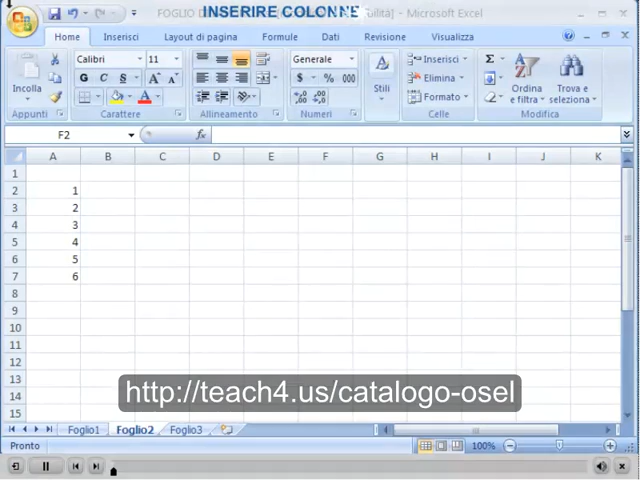 INSERIRE COLONNE
FOGLIO
- Microsoft Excel
Home Inserisci Layout di pagina Formule Dati Revisione Visualizza
Calibri 11 Generale Σ Inserisci
G C S A A $ % 000 Elimina
Incolla Stili Formato Ordina e filtra Trova e seleziona
Appunti Carattere Allineamento Numeri Celle Modifica
F2 fx
A B C D E F G H I J K
1
2 1
3 2
4 3
5 4
6 5
7 6
8
9
10
11
12
13
14
15
http://teach4.us/catalogo-osel
Foglio1 Foglio2 Foglio3
Pronto 100%